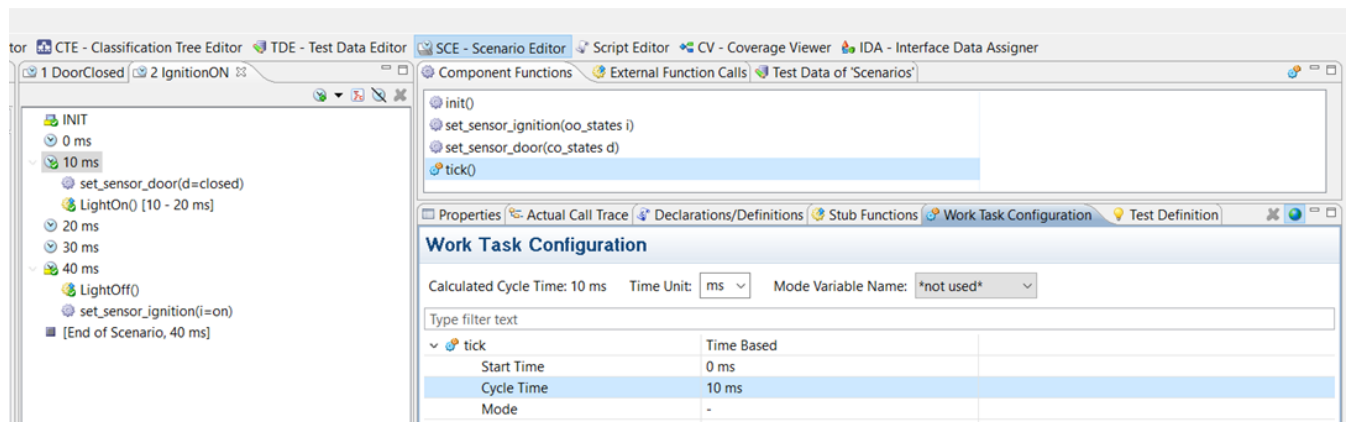 tor CTE - Classification Tree Editor TDE - Test Data Editor SCE - Scenario Editor Script Editor CV - Coverage Viewer IDA - Interface Data Assigner
1 DoorClosed 2 IgnitionON
INIT
0 ms
10 ms
set_sensor_door(d=closed)
LightOn() [10 - 20 ms]
20 ms
30 ms
40 ms
LightOff()
set_sensor_ignition(i=on)
[End of Scenario, 40 ms]
Component Functions External Function Calls Test Data of 'Scenarios'
init()
set_sensor_ignition(oo_states i)
set_sensor_door(co_states d)
tick()
Properties Actual Call Trace Declarations/Definitions Stub Functions Work Task Configuration Test Definition
Work Task Configuration
Calculated Cycle Time: 10 ms Time Unit: ms Mode Variable Name: *not used*
Type filter text
tick Time Based
Start Time 0 ms
Cycle Time 10 ms
Mode -